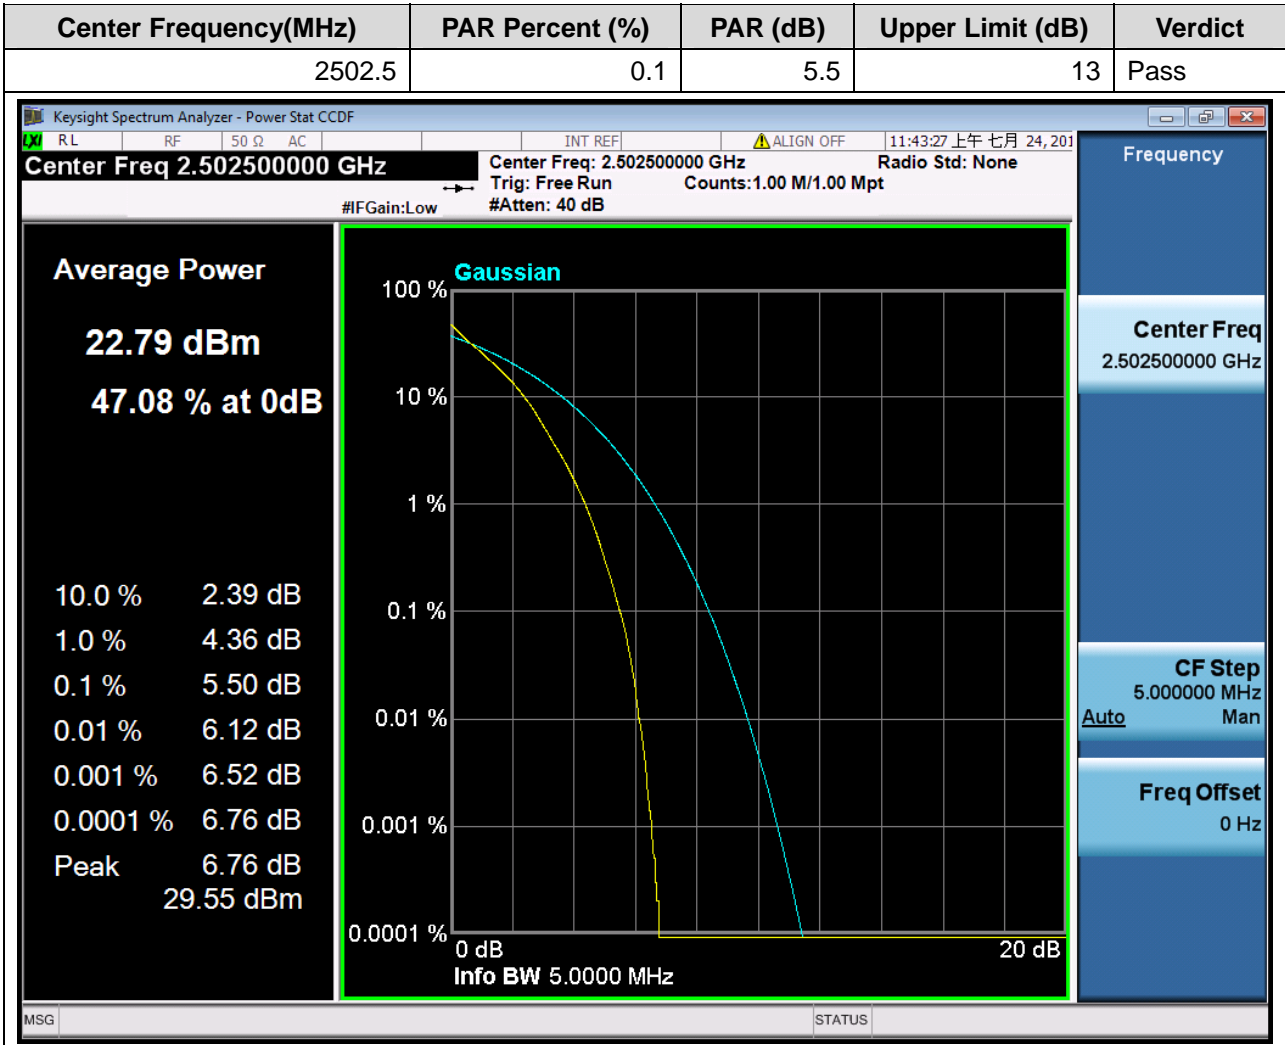 Center Frequency(MHz) PAR Percent (%) PAR (dB) Upper Limit (dB) Verdict
2502.5 0.1 5.5 13 Pass
Keysight Spectrum Analyzer - Power Stat CCDF
LXI RL RF 50 Ω AC INT REF ALIGN OFF 11:43:27 上午 七月 24, 201
Center Freq 2.502500000 GHz
Center Freq: 2.502500000 GHz Radio Std: None
Trig: Free Run Counts:1.00 M/1.00 Mpt
#IFGain:Low #Atten: 40 dB
Frequency
Average Power
22.79 dBm
47.08 % at 0dB
10.0 % 2.39 dB
1.0 % 4.36 dB
0.1 % 5.50 dB
0.01 % 6.12 dB
0.001 % 6.52 dB
0.0001 % 6.76 dB
Peak 6.76 dB
29.55 dBm
Gaussian
100 %
10 %
1 %
0.1 %
0.01 %
0.001 %
0.0001 %
0 dB 20 dB
Info BW 5.0000 MHz
Center Freq
2.502500000 GHz
CF Step
5.000000 MHz
Auto Man
Freq Offset
0 Hz
MSG STATUS